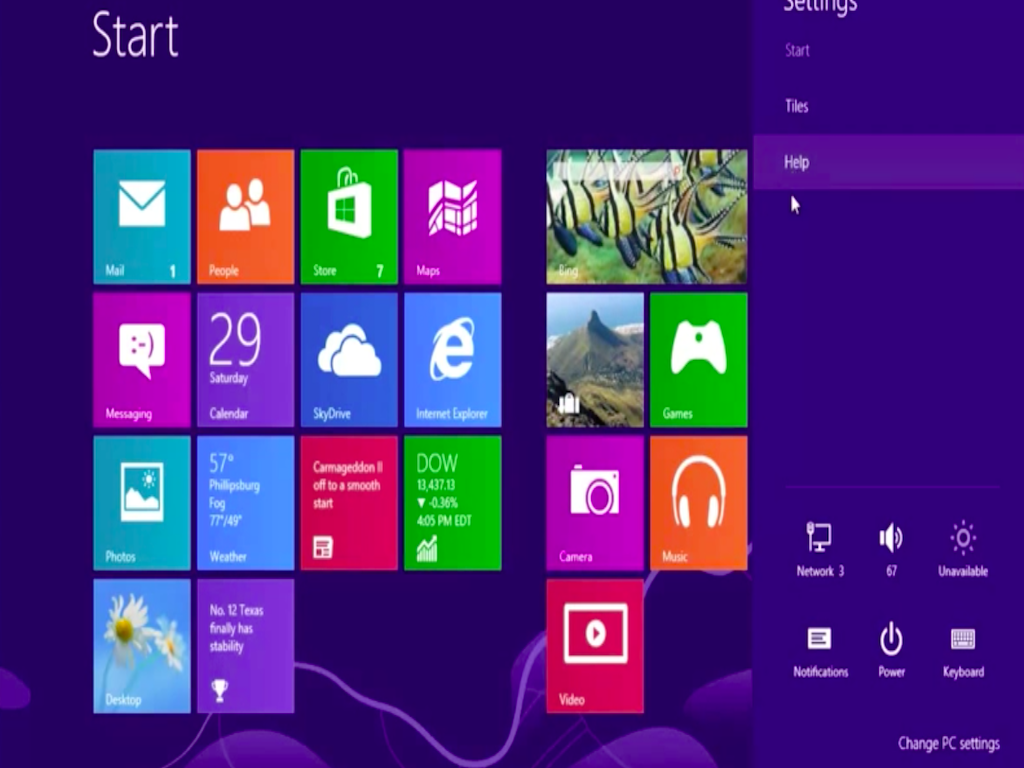 Start
Mail 1
People
Store 7
Maps
Bing
Messaging
29
Saturday
Calendar
SkyDrive
Internet Explorer
Games
Photos
57°
Phillipsburg
Fog
77°/49°
Weather
Carmageddon II
off to a smooth
start
DOW
13,437.13
▼ -0.36%
4:05 PM EDT
Camera
Music
Desktop
No. 12 Texas
finally has
stability
Video
Settings
Start
Tiles
Help
Network 3
67
Unavailable
Notifications
Power
Keyboard
Change PC settings